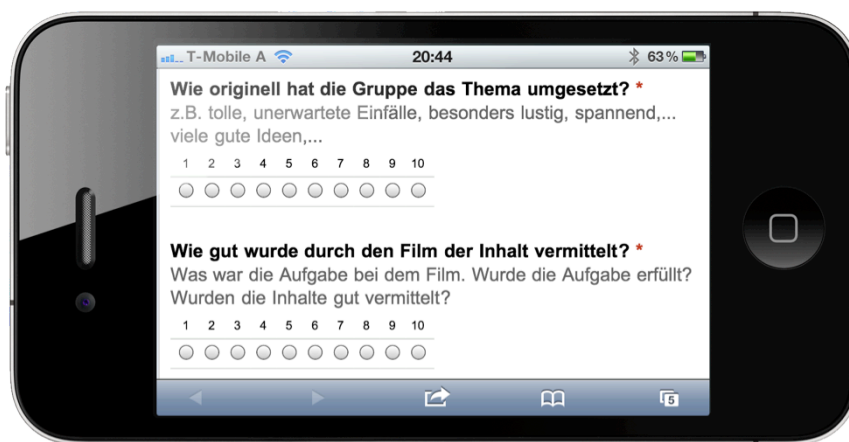 T-Mobile A 20:44 63 %
Wie originell hat die Gruppe das Thema umgesetzt? *
z.B. tolle, unerwartete Einfälle, besonders lustig, spannend,...
viele gute Ideen,...
1 2 3 4 5 6 7 8 9 10
Wie gut wurde durch den Film der Inhalt vermittelt? *
Was war die Aufgabe bei dem Film. Wurde die Aufgabe erfüllt?
Wurden die Inhalte gut vermittelt?
1 2 3 4 5 6 7 8 9 10
5